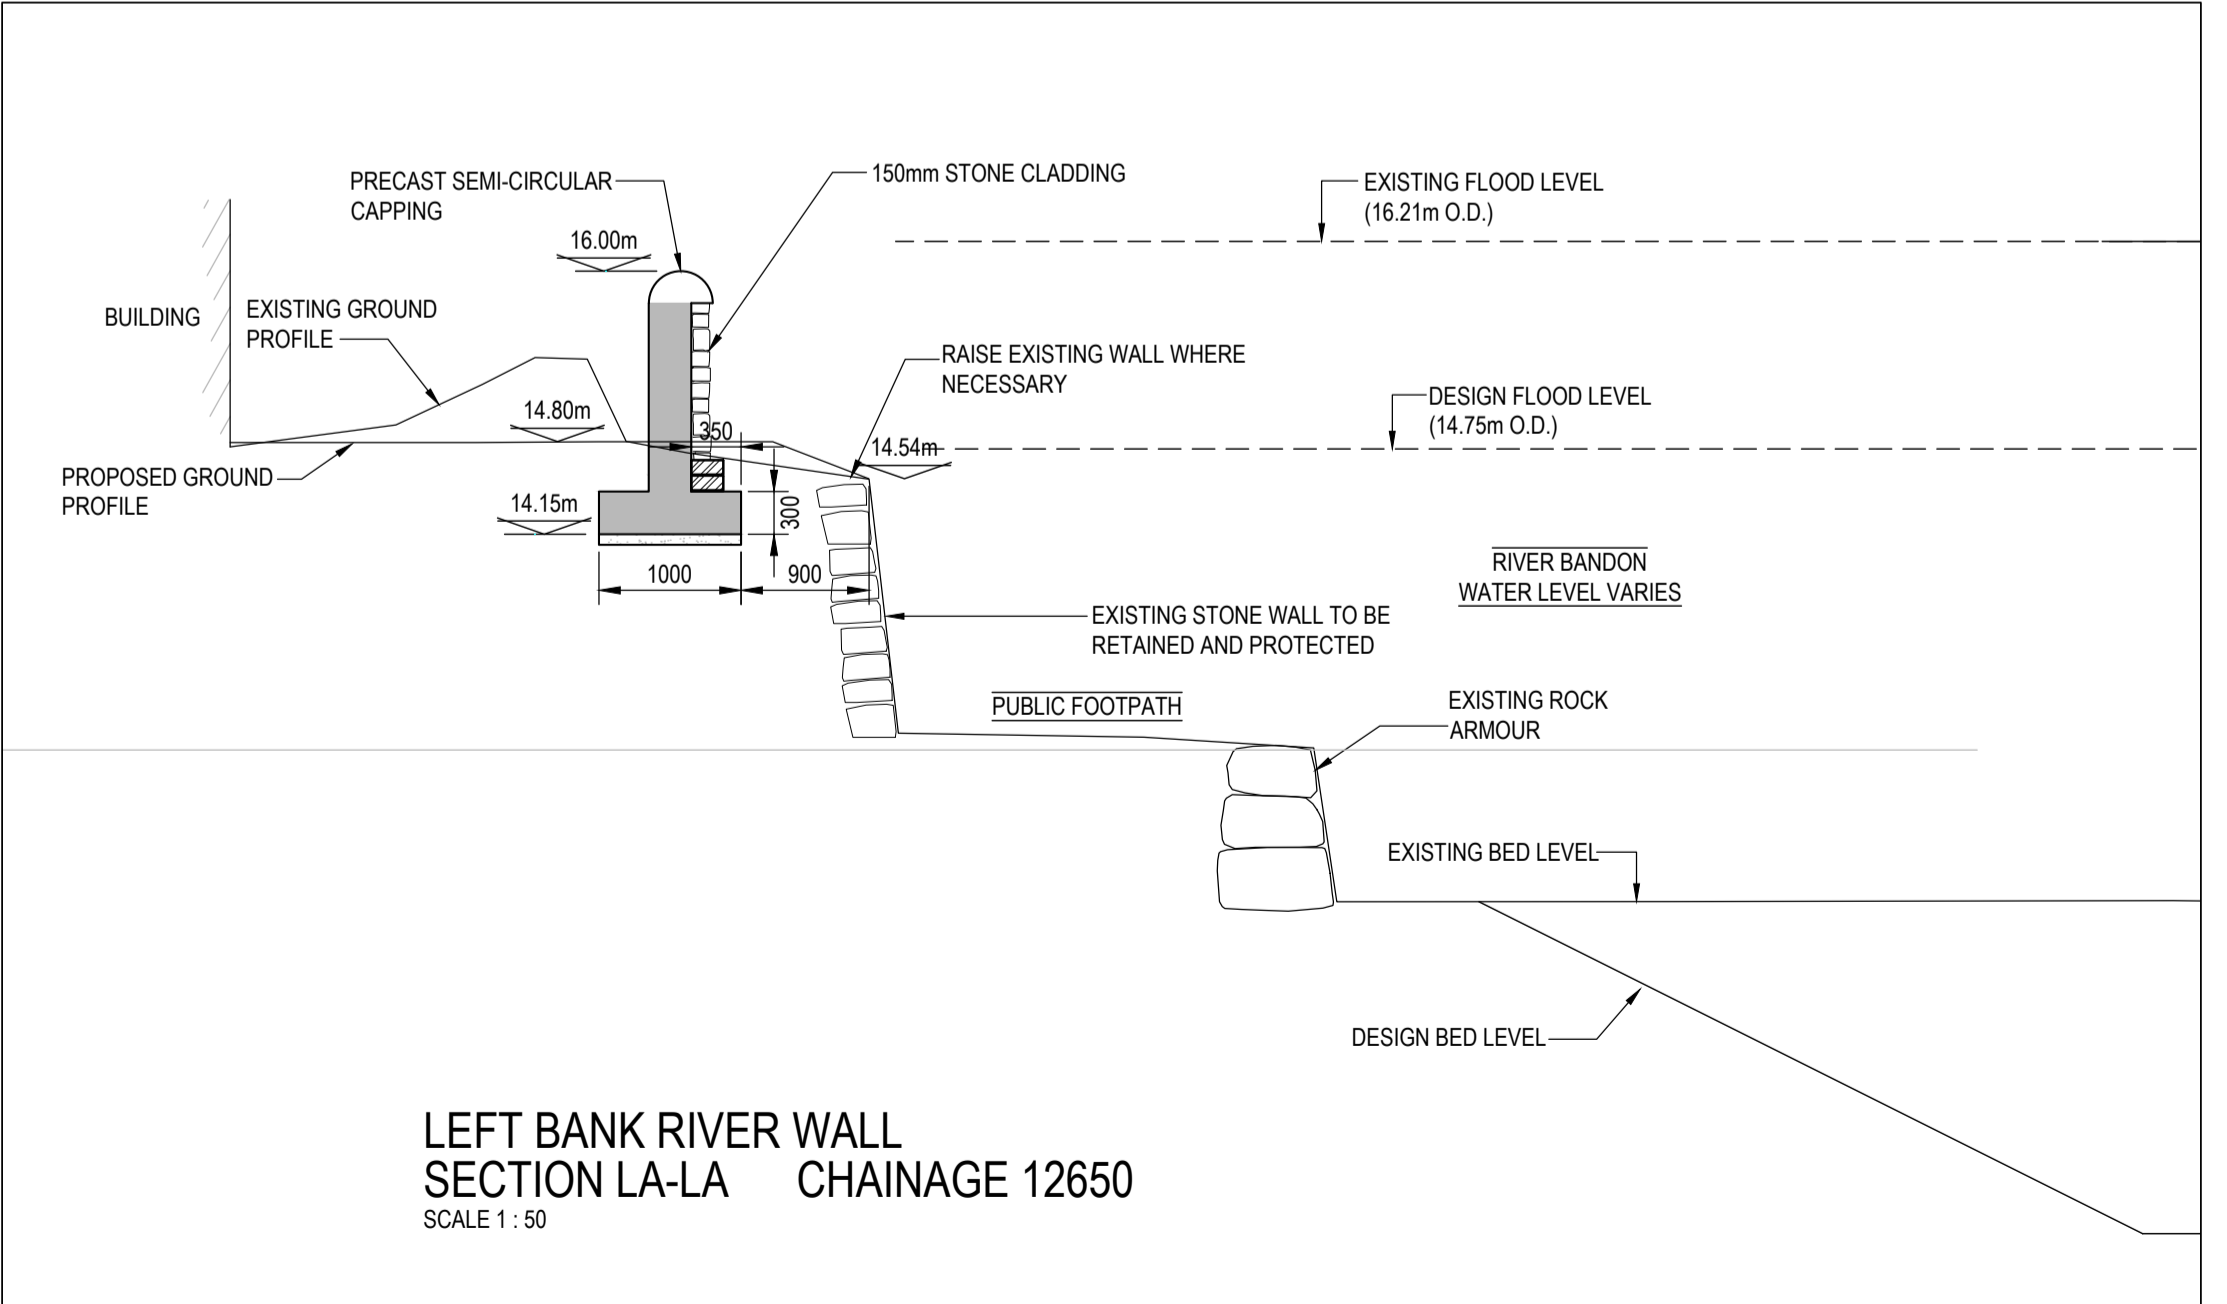 PRECAST SEMI-CIRCULAR
CAPPING
150mm STONE CLADDING
EXISTING FLOOD LEVEL
(16.21m O.D.)
16.00m
BUILDING
EXISTING GROUND
PROFILE
RAISE EXISTING WALL WHERE
NECESSARY
DESIGN FLOOD LEVEL
(14.75m O.D.)
14.80m
350
14.54m
PROPOSED GROUND
PROFILE
14.15m
300
1000
900
RIVER BANDON
WATER LEVEL VARIES
EXISTING STONE WALL TO BE
RETAINED AND PROTECTED
PUBLIC FOOTPATH
EXISTING ROCK
ARMOUR
EXISTING BED LEVEL
DESIGN BED LEVEL
LEFT BANK RIVER WALL
SECTION LA-LA CHAINAGE 12650
SCALE 1 : 50